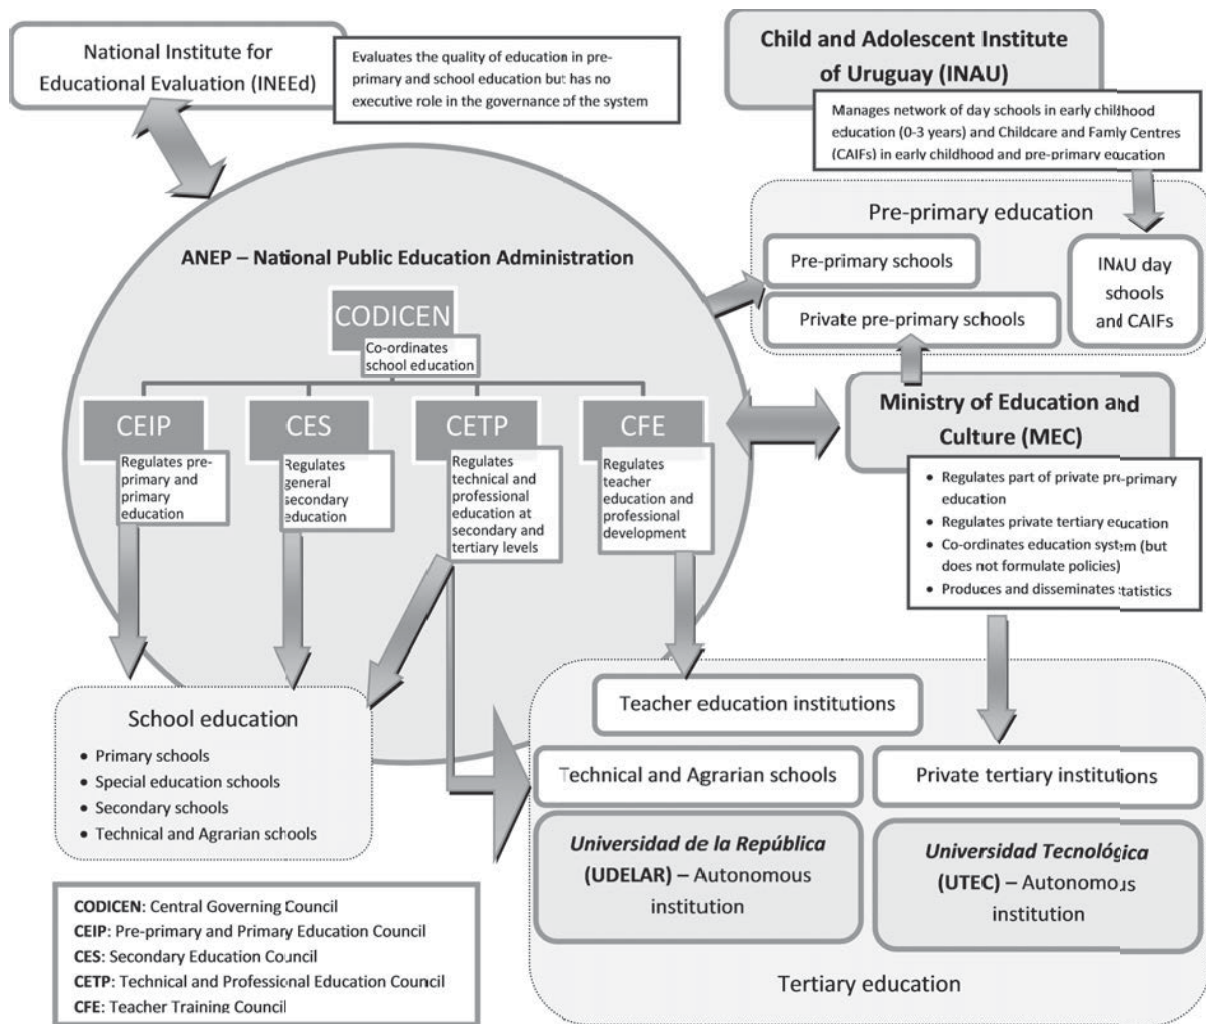 National Institute for
Educational Evaluation (INEEd)
Evaluates the quality of education in pre-
primary and school education but has no
executive role in the governance of the system
Child and Adolescent Institute
of Uruguay (INAU)
Manages network of day schools in early childhood
education (0-3 years) and Childcare and Family Centres
(CAIFs) in early childhood and pre-primary education
Pre-primary education
Pre-primary schools
Private pre-primary schools
INAU day
schools
and CAIFs
ANEP – National Public Education Administration
CODICEN
Co-ordinates
school education
CEIP
Regulates pre-
primary and
primary
education
CES
Regulates
general
secondary
education
CETP
Regulates
technical and
professional
education at
secondary and
tertiary levels
CFE
Regulates
teacher
education and
professional
development
Ministry of Education and
Culture (MEC)
• Regulates part of private pre-primary
education
• Regulates private tertiary education
• Co-ordinates education system (but
does not formulate policies)
• Produces and disseminates statistics
School education
• Primary schools
• Special education schools
• Secondary schools
• Technical and Agrarian schools
Teacher education institutions
Technical and Agrarian schools
Private tertiary institutions
Universidad de la República
(UDELAR) – Autonomous
institution
Universidad Tecnológica
(UTEC) – Autonomous
institution
Tertiary education
CODICEN: Central Governing Council
CEIP: Pre-primary and Primary Education Council
CES: Secondary Education Council
CETP: Technical and Professional Education Council
CFE: Teacher Training Council